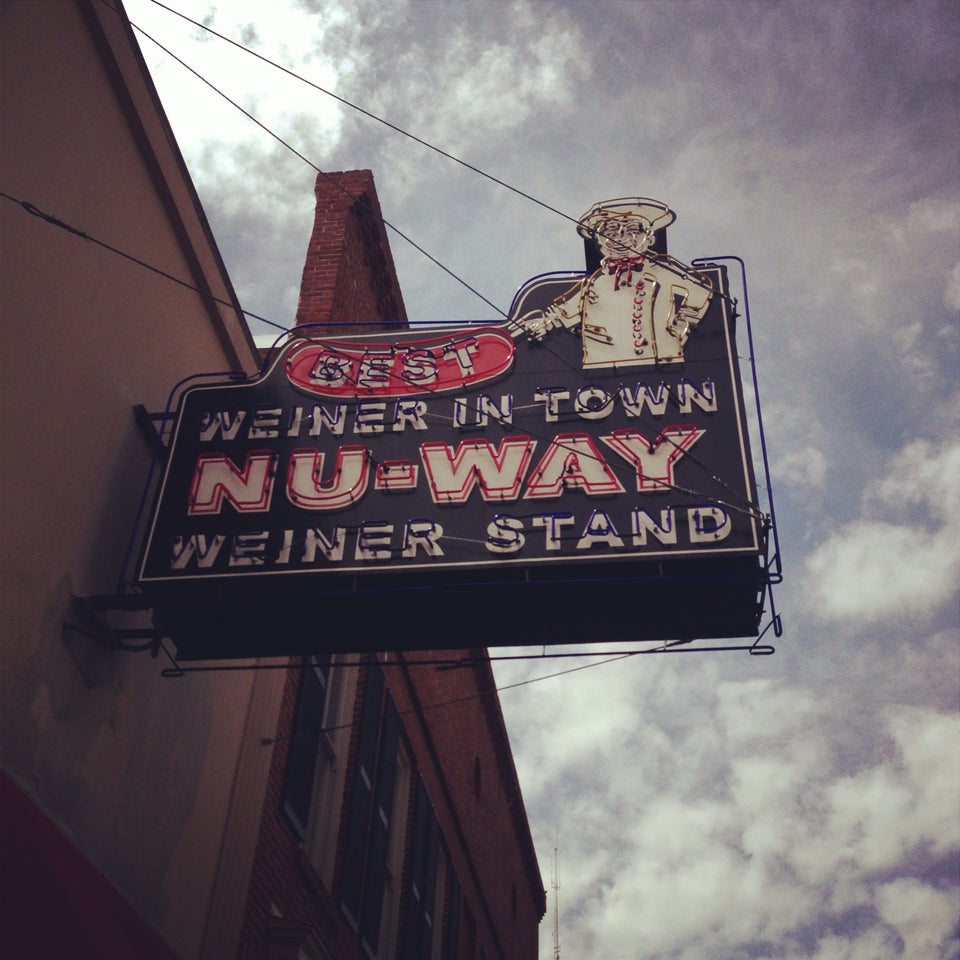 BEST
WEINER IN TOWN
NU-WAY
WEINER STAND